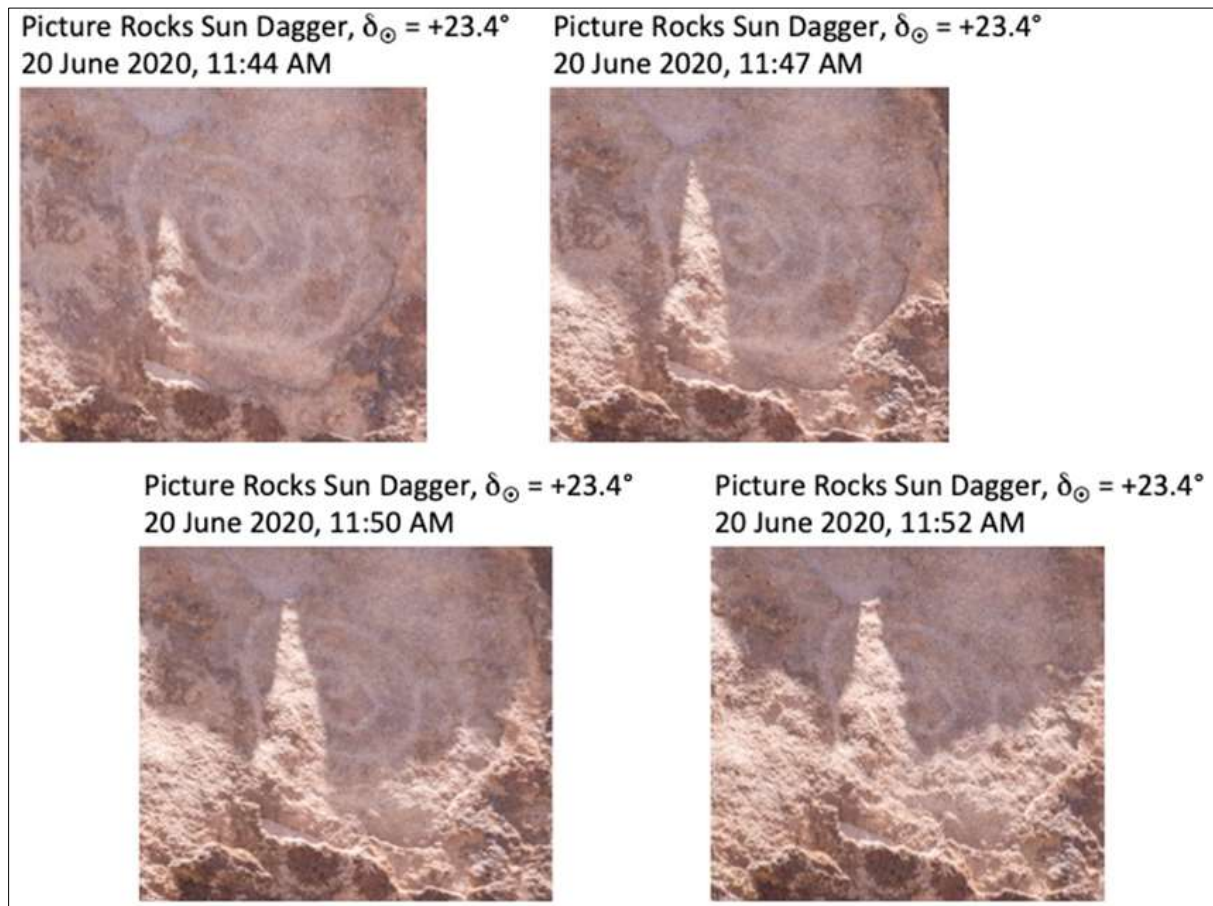 Picture Rocks Sun Dagger, δ☉ = +23.4°
20 June 2020, 11:44 AM
Picture Rocks Sun Dagger, δ☉ = +23.4°
20 June 2020, 11:47 AM
Picture Rocks Sun Dagger, δ☉ = +23.4°
20 June 2020, 11:50 AM
Picture Rocks Sun Dagger, δ☉ = +23.4°
20 June 2020, 11:52 AM